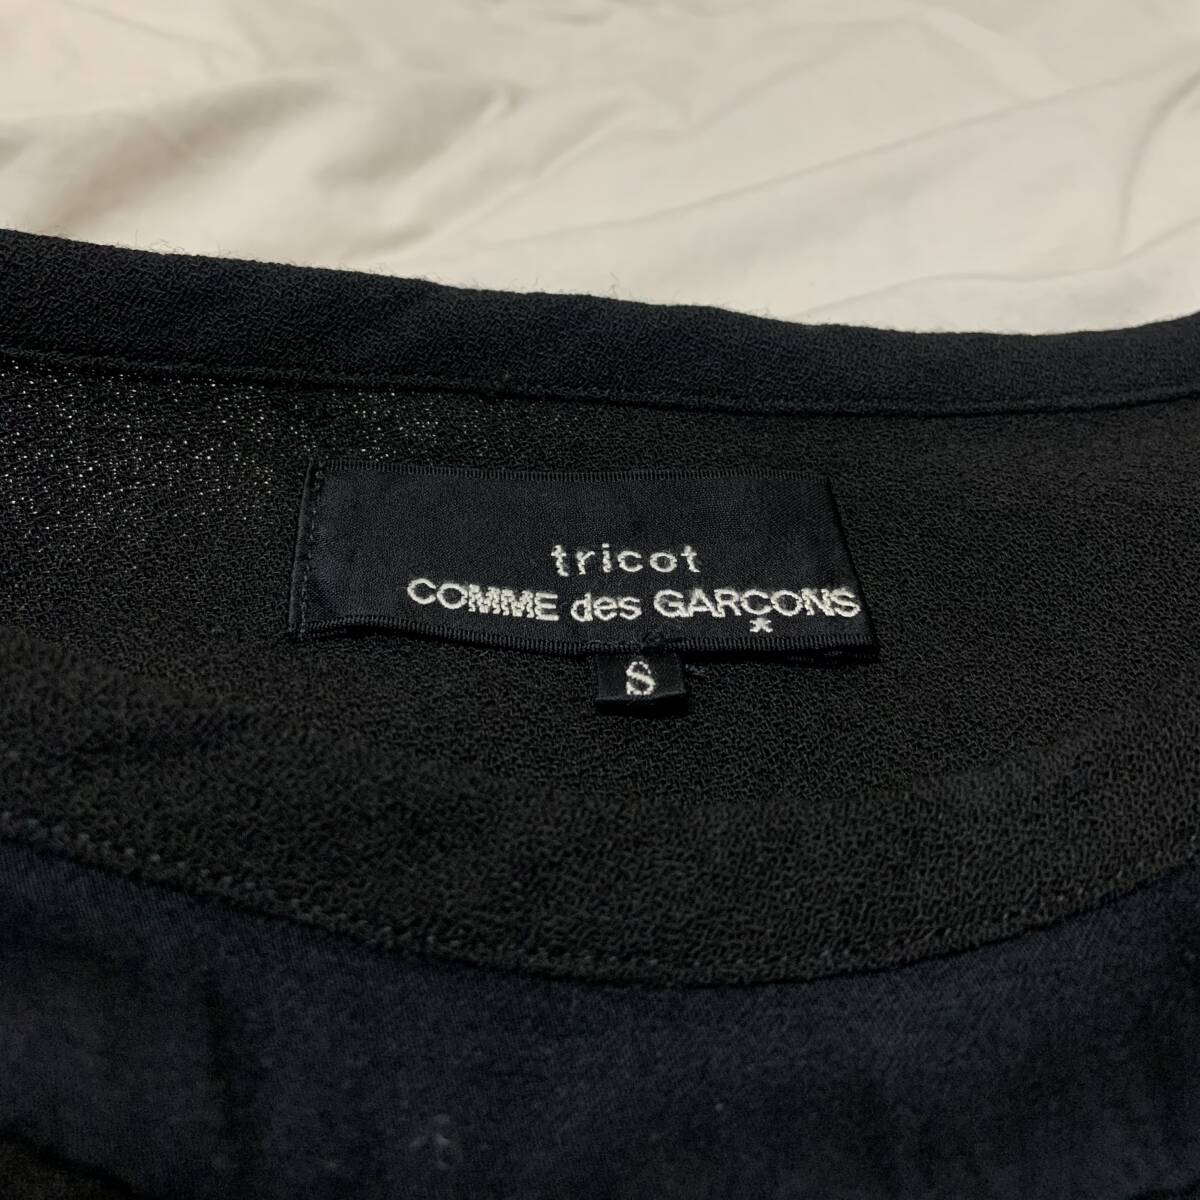 tricot
COMME des GARÇONS
*
S